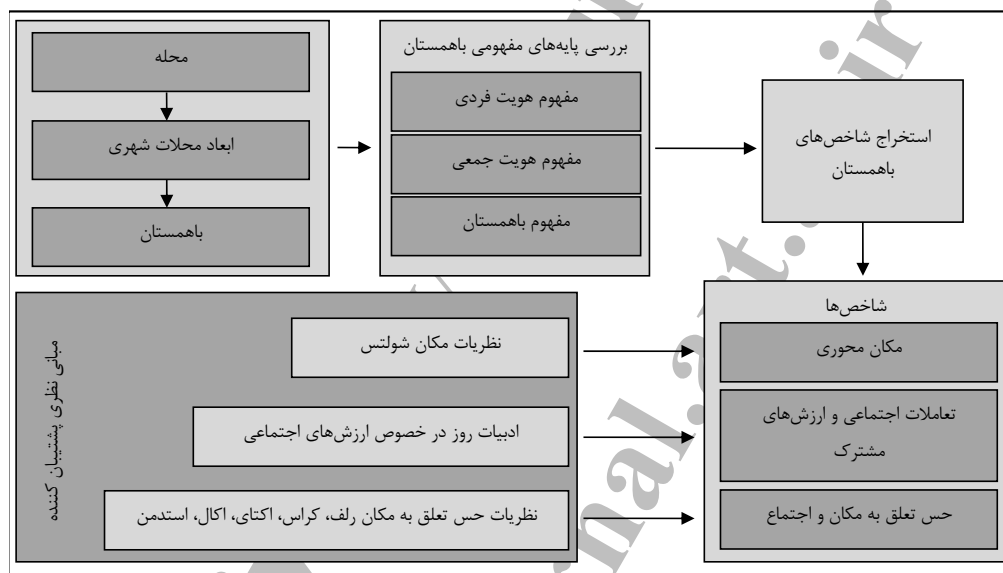 محله
ابعاد محلات شهری
باهمستان
بررسی پایه‌های مفهومی باهمستان
مفهوم هویت فردی
مفهوم هویت جمعی
مفهوم باهمستان
استخراج شاخص‌های
باهمستان
مبانی نظری پشتیبان کننده
نظریات مکان شولتس
ادبیات روز در خصوص ارزش‌های اجتماعی
نظریات حس تعلق به مکان رلف، کراس، اکتای، اکال، استدمن
شاخص‌ها
مکان محوری
تعاملات اجتماعی و ارزش‌های
مشترک
حس تعلق به مکان و اجتماع